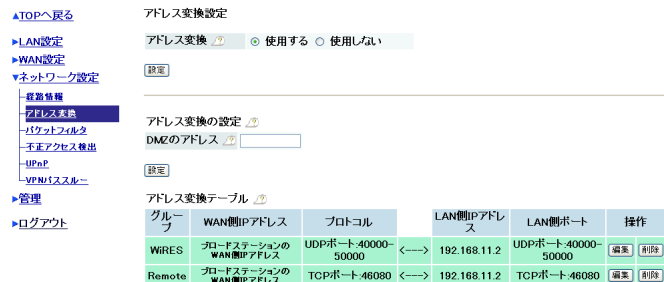 ▲TOPへ戻る
▶LAN設定
▶WAN設定
▼ネットワーク設定
経路情報
アドレス変換
パケットフィルタ
不正アクセス検出
UPnP
VPNパススルー
▶管理
▶ログアウト
アドレス変換設定
アドレス変換 使用する 使用しない
設定
アドレス変換の設定
DMZのアドレス
設定
アドレス変換テーブル
グループ WAN側IPアドレス プロトコル <---> LAN側IPアドレス LAN側ポート 操作
WiRES ブロードステーションのWAN側IPアドレス UDPポート:40000-50000 <---> 192.168.11.2 UDPポート:40000-50000 編集 削除
Remote ブロードステーションのWAN側IPアドレス TCPポート:46080 <---> 192.168.11.2 TCPポート:46080 編集 削除